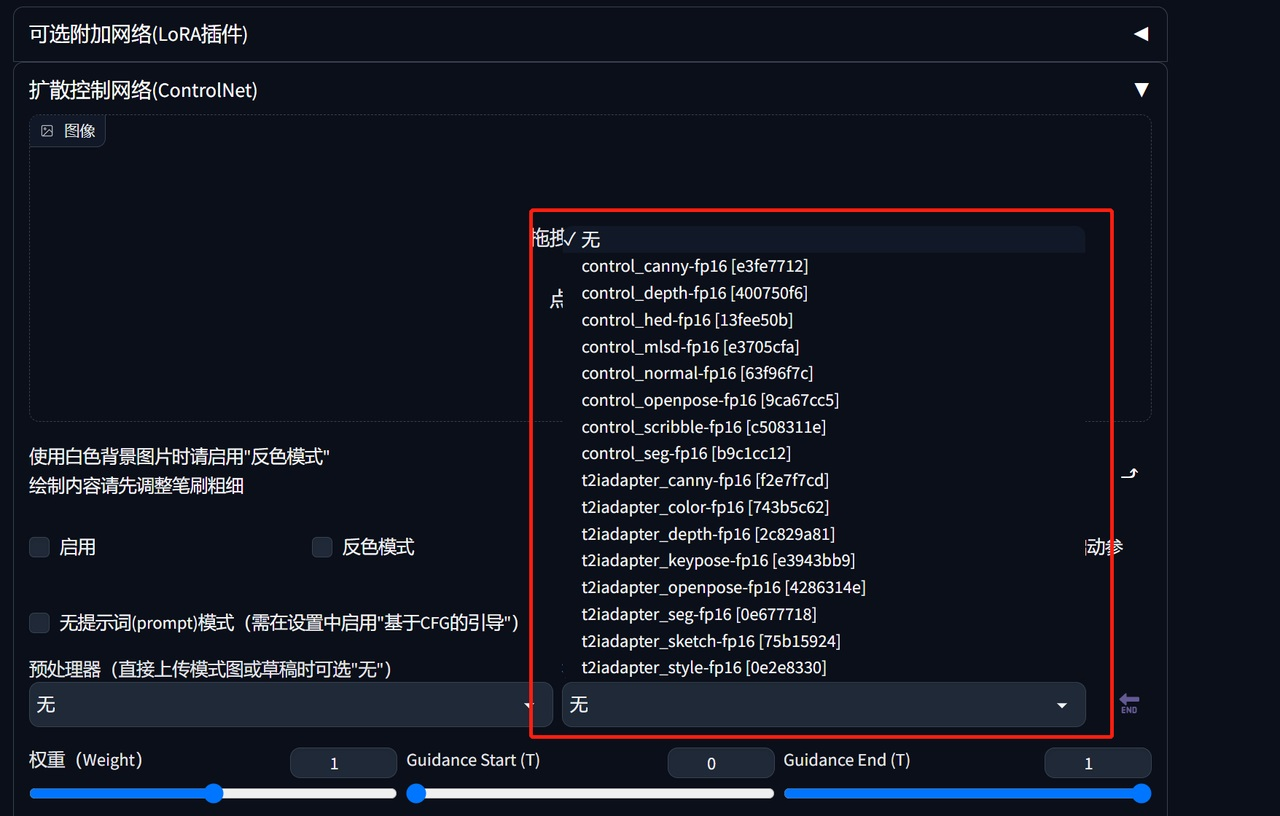 可选附加网络(LoRA插件)
扩散控制网络(ControlNet)
图像
拖拽
✓ 无
control_canny-fp16 [e3fe7712]
control_depth-fp16 [400750f6]
点
control_hed-fp16 [13fee50b]
control_mlsd-fp16 [e3705cfa]
control_normal-fp16 [63f96f7c]
control_openpose-fp16 [9ca67cc5]
control_scribble-fp16 [c508311e]
control_seg-fp16 [b9c1cc12]
t2iadapter_canny-fp16 [f2e7f7cd]
t2iadapter_color-fp16 [743b5c62]
t2iadapter_depth-fp16 [2c829a81]
t2iadapter_keypose-fp16 [e3943bb9]
t2iadapter_openpose-fp16 [4286314e]
t2iadapter_seg-fp16 [0e677718]
t2iadapter_sketch-fp16 [75b15924]
t2iadapter_style-fp16 [0e2e8330]
使用白色背景图片时请启用"反色模式"
绘制内容请先调整笔刷粗细
启用
反色模式
动参
无提示词(prompt)模式（需在设置中启用"基于CFG的引导"）
预处理器（直接上传模式图或草稿时可选"无"）
无
无
END
权重（Weight）
1
Guidance Start (T)
0
Guidance End (T)
1